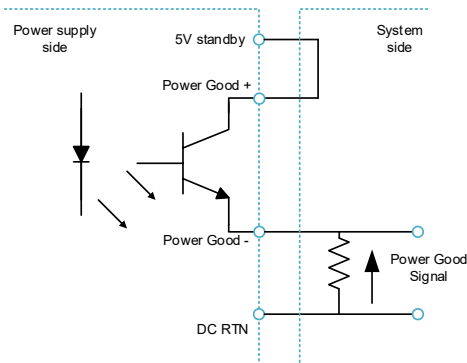 Power supply
side
5V standby
System
side
Power Good +
Power Good -
Power Good
Signal
DC RTN